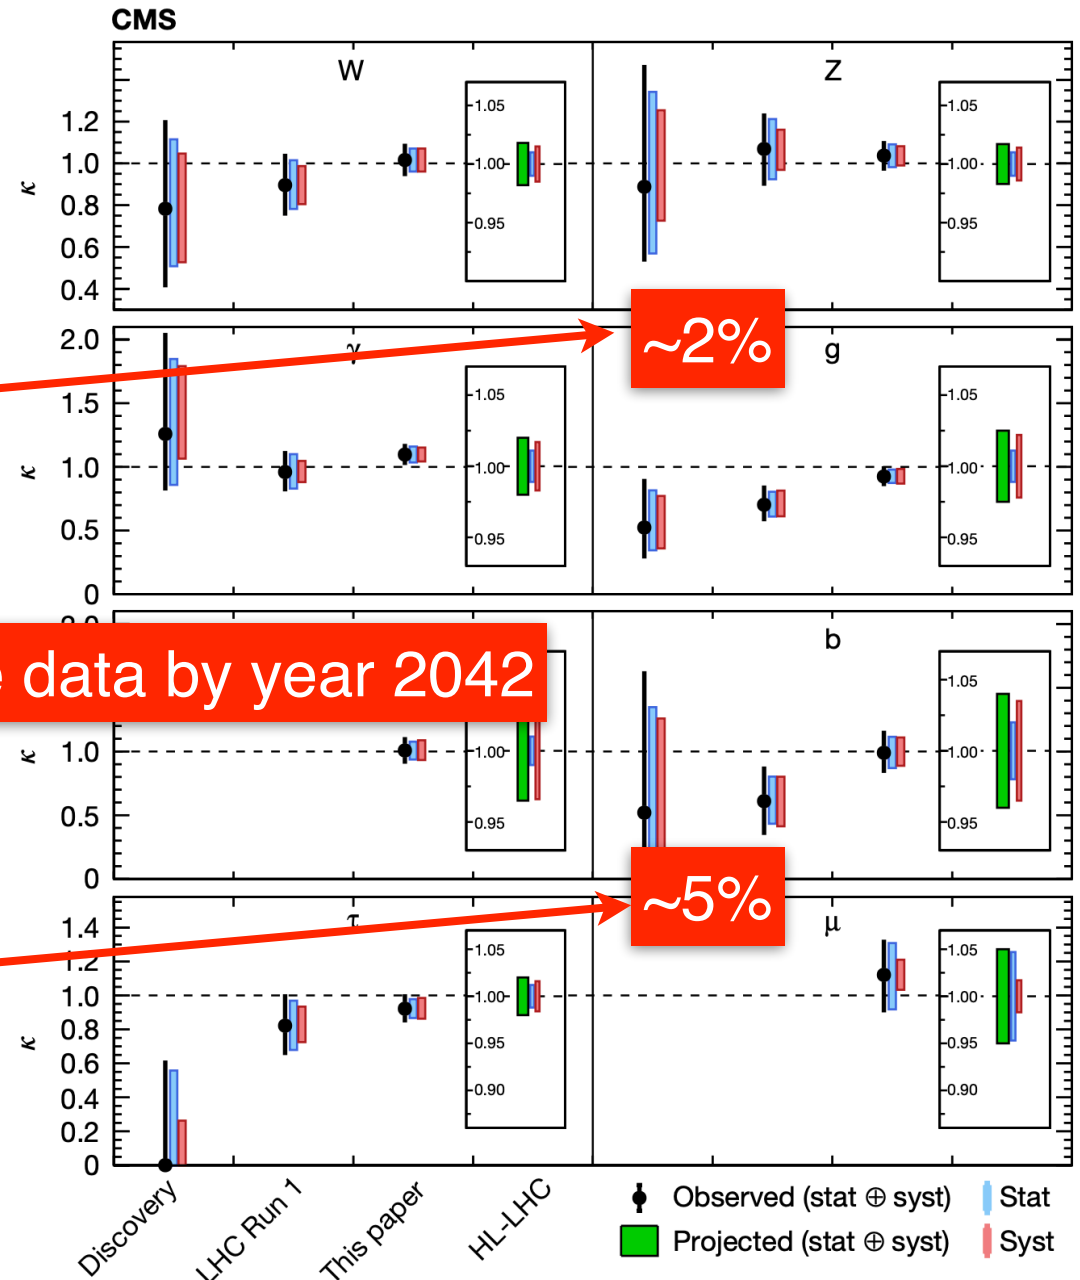 CMS
W
Z
κ
1.2
1.0
0.8
0.6
0.4
1.05
1.00
0.95
1.05
1.00
0.95
~2%
γ
g
κ
2.0
1.5
1.0
0.5
0
1.05
1.00
0.95
1.05
1.00
0.95
data by year 2042
b
κ
1.0
0.5
0
1.00
0.95
1.05
1.00
0.95
~5%
τ
μ
κ
1.4
1.2
1.0
0.8
0.6
0.4
0.2
0
1.05
1.00
0.95
0.90
1.05
1.00
0.95
0.90
Discovery
LHC Run 1
This paper
HL-LHC
Observed (stat ⊕ syst)
Stat
Projected (stat ⊕ syst)
Syst